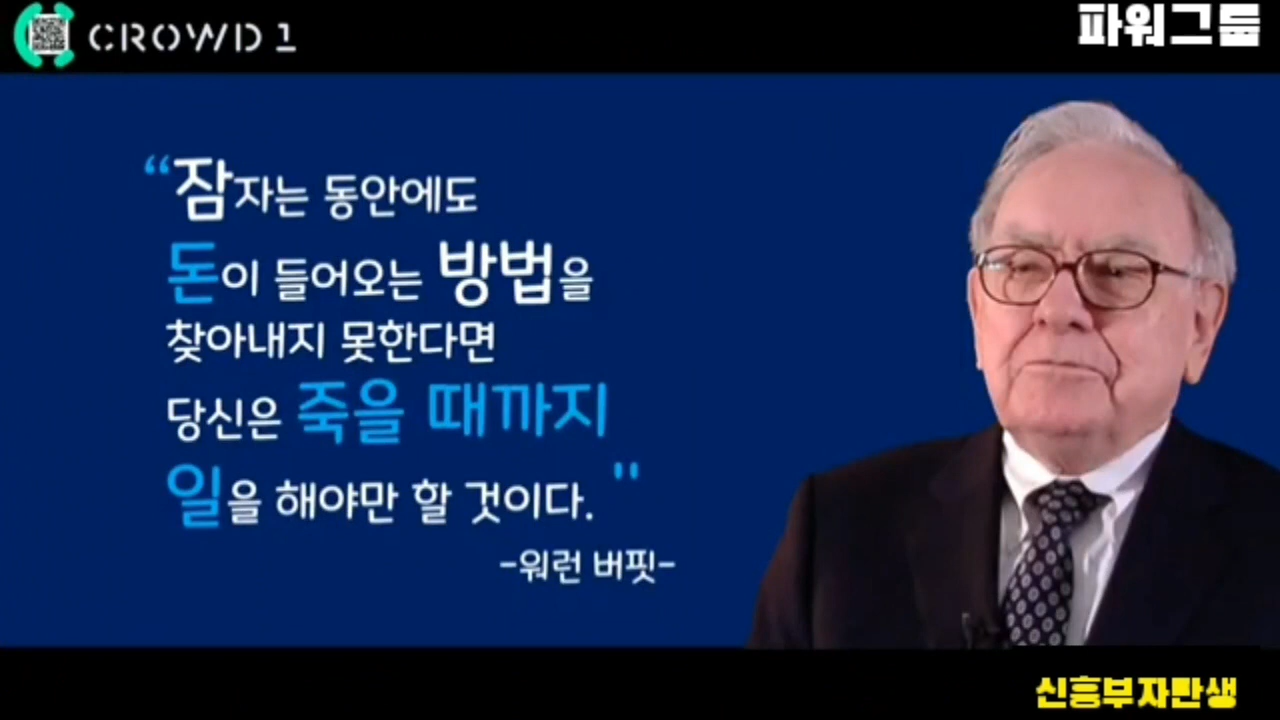 CROWD 1
파워그룹
“잠자는 동안에도
돈이 들어오는 방법을
찾아내지 못한다면
당신은 죽을 때까지
일을 해야만 할 것이다. "
-워런 버핏-
신흥부자탄생